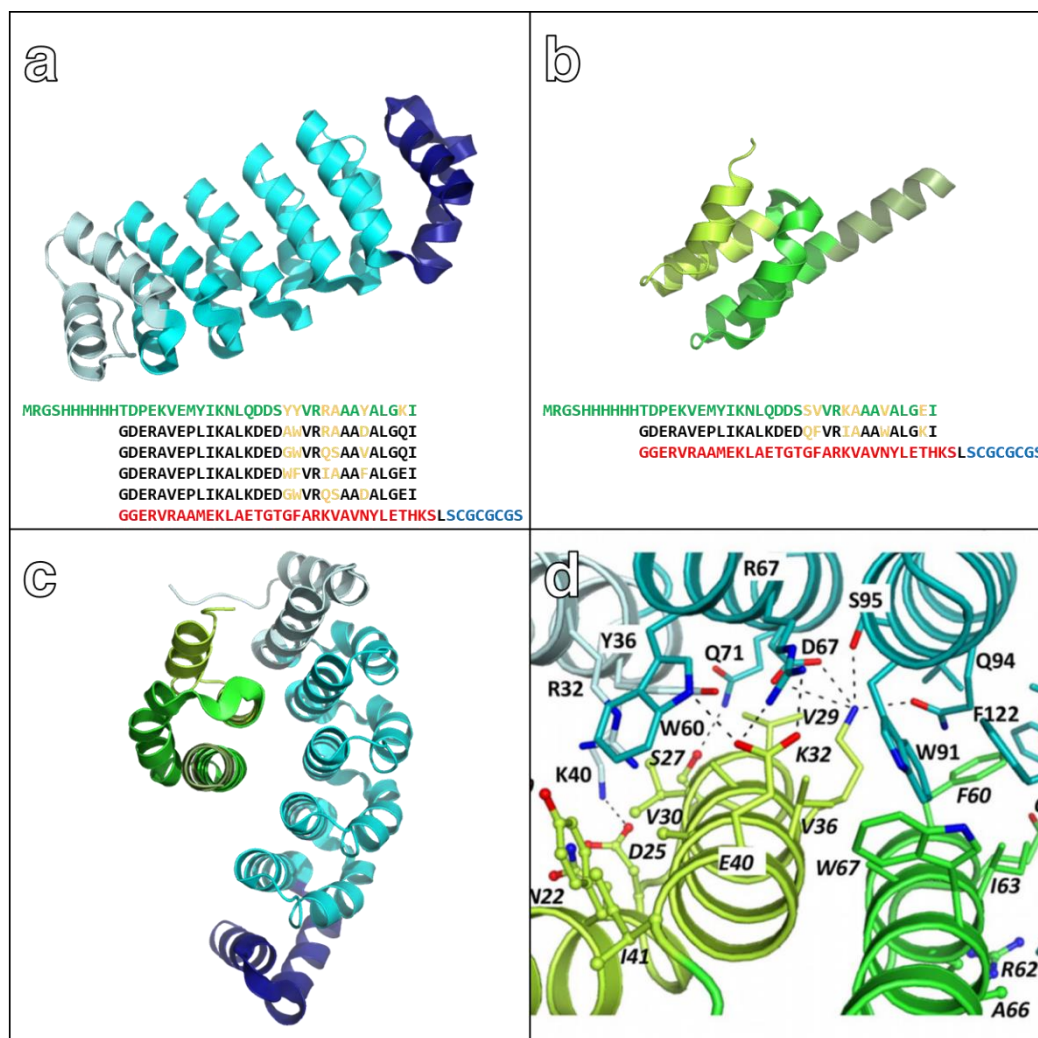 a
MRGSHHHHHHTDPEKVEMYIKNLQDDSYYVRRAAAYALGKI
GDERAVEPLIKALKDEDAWVRRAAADALGQI
GDERAVEPLIKALKDEDGWVRQSAAVALGQI
GDERAVEPLIKALKDEDWFVRIAAAFALGEI
GDERAVEPLIKALKDEDGWVRQSAADALGEI
GGERVRAAMEKLAETGTGFARKVAVNYLETHKSLSCGCGCGS
b
MRGSHHHHHHTDPEKVEMYIKNLQDDSSVVRKAAAVALGEI
GDERAVEPLIKALKDEDQFVRIAAAWALGKI
GGERVRAAMEKLAETGTGFARKVAVNYLETHKSLSCGCGCGS
c
d
R67
S95
Y36
Q71
D67
Q94
R32
V29
W60
K32
F122
S27
W91
K40
F60
V30
V36
D25
E40
W67
I63
N22
I41
R62
A66